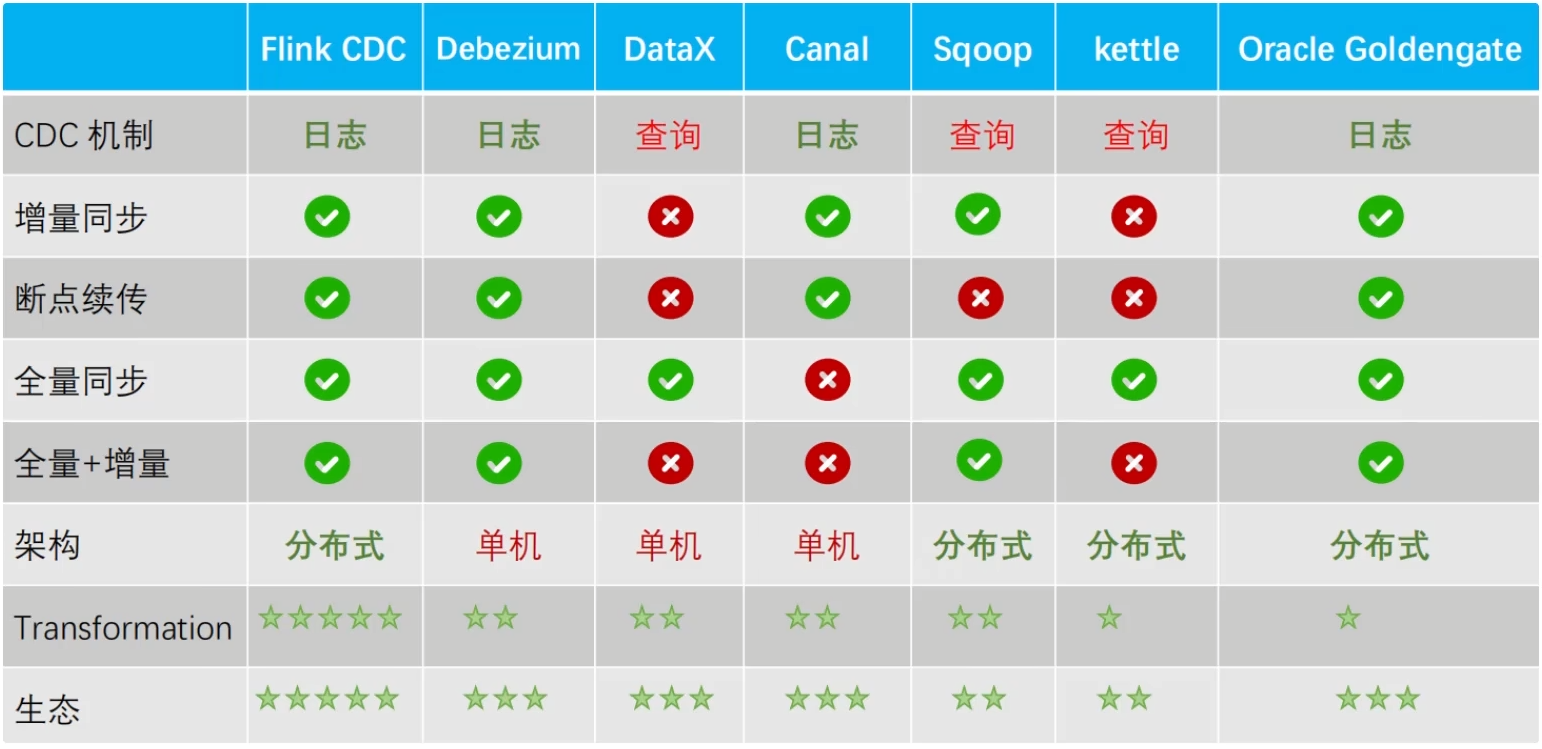 Flink CDC Debezium DataX Canal Sqoop kettle Oracle Goldengate
CDC 机制 日志 日志 查询 日志 查询 查询 日志
增量同步
断点续传
全量同步
全量+增量
架构 分布式 单机 单机 单机 分布式 分布式 分布式
Transformation
生态